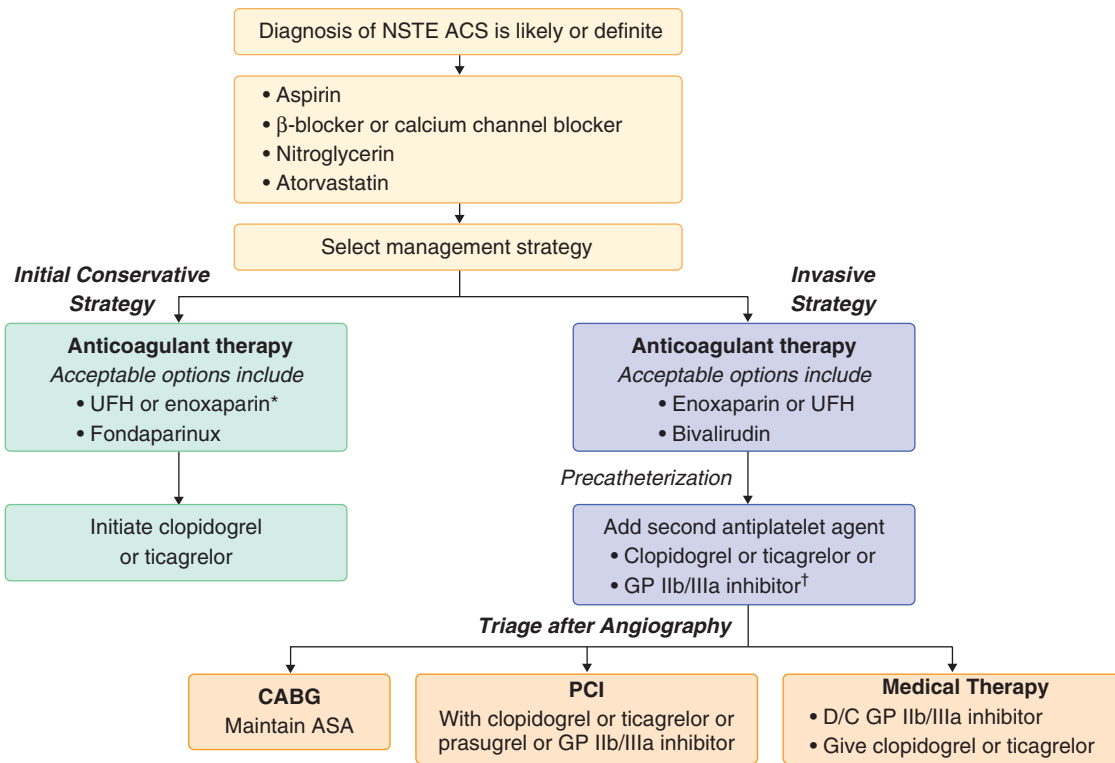 Diagnosis of NSTE ACS is likely or definite
• Aspirin
• β-blocker or calcium channel blocker
• Nitroglycerin
• Atorvastatin
Select management strategy
Initial Conservative
Strategy
Invasive
Strategy
Anticoagulant therapy
Acceptable options include
• UFH or enoxaparin*
• Fondaparinux
Anticoagulant therapy
Acceptable options include
• Enoxaparin or UFH
• Bivalirudin
Precatheterization
Initiate clopidogrel
or ticagrelor
Add second antiplatelet agent
• Clopidogrel or ticagrelor or
• GP IIb/IIIa inhibitor†
Triage after Angiography
CABG
Maintain ASA
PCI
With clopidogrel or ticagrelor or
prasugrel or GP IIb/IIIa inhibitor
Medical Therapy
• D/C GP IIb/IIIa inhibitor
• Give clopidogrel or ticagrelor